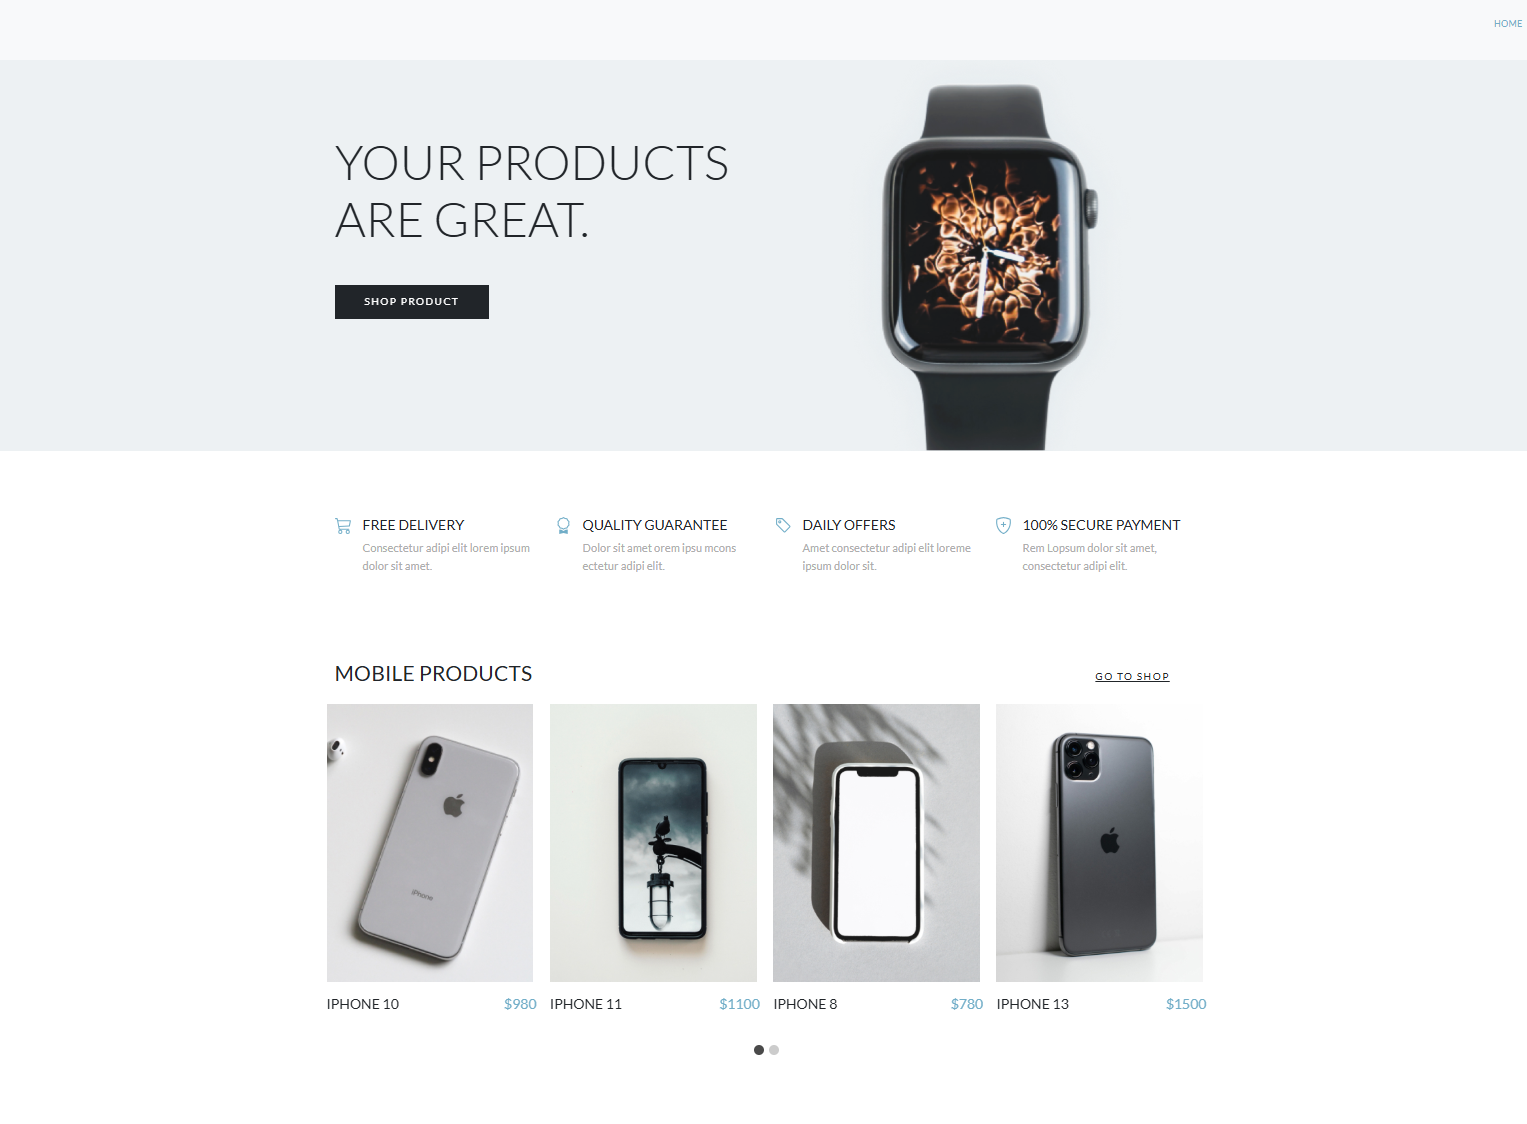 HOME
YOUR PRODUCTS
ARE GREAT.
SHOP PRODUCT
FREE DELIVERY
Consectetur adipi elit lorem ipsum
dolor sit amet.
QUALITY GUARANTEE
Dolor sit amet orem ipsu mcons
ectetur adipi elit.
DAILY OFFERS
Amet consectetur adipi elit loreme
ipsum dolor sit.
100% SECURE PAYMENT
Rem Lopsum dolor sit amet,
consectetur adipi elit.
MOBILE PRODUCTS
GO TO SHOP
iPhone
IPHONE 10
$980
IPHONE 11
$1100
IPHONE 8
$780
IPHONE 13
$1500